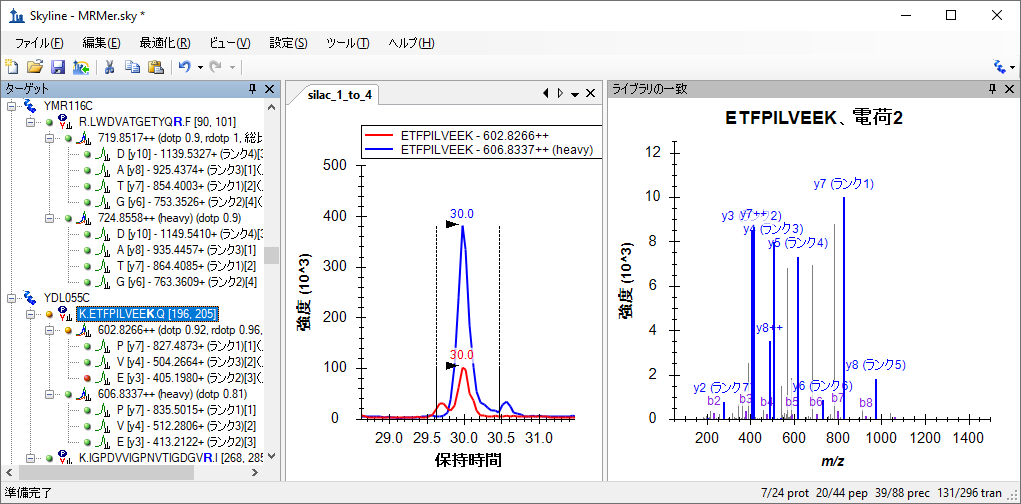 Skyline - MRMer.sky *
ファイル(F) 編集(E) 最適化(R) ビュー(V) 設定(S) ツール(T) ヘルプ(H)
ターゲット
YMR116C
R.LWDVATGETYQR.F [90, 101]
719.8517++ (dotp 0.9, rdotp 1, 総比
D [y10] - 1139.5327+ (ランク4)[3
A [y8] - 925.4374+ (ランク3)[1](
T [y7] - 854.4003+ (ランク1)[2](
G [y6] - 753.3526+ (ランク2)[4](
724.8558++ (heavy) (dotp 0.9)
D [y10] - 1149.5410+ (ランク4)[3
A [y8] - 935.4457+ (ランク3)[1]
T [y7] - 864.4085+ (ランク1)[2]
G [y6] - 763.3609+ (ランク2)[4]
YDL055C
K.ETFPILVEEKQ [196, 205]
602.8266++ (dotp 0.92, rdotp 0.96,
P [y7] - 827.4873+ (ランク1)[1](
V [y4] - 504.2664+ (ランク3)[2](
E [y3] - 405.1980+ (ランク2)[3](
606.8337++ (heavy) (dotp 0.81)
P [y7] - 835.5015+ (ランク1)[1]
V [y4] - 512.2806+ (ランク3)[2]
E [y3] - 413.2122+ (ランク2)[3]
K.IGPDVVIGPNVTIGDGVR.I [268, 285
silac_1_to_4
ETFPILVEEK - 602.8266++
ETFPILVEEK - 606.8337++ (heavy)
500
400
300
200
100
0
強度 (10^3)
30.0
30.0
29.0 29.5 30.0 30.5 31.0
保持時間
ライブラリの一致
ETFPILVEEK、電荷2
12
10
8
6
4
2
0
強度 (10^3)
y7 (ランク1)
y3 (ランク2)
y7++
y4 (ランク3)
y5 (ランク4)
y8++
y8 (ランク5)
y2 (ランク7)
y6 (ランク6)
b2 b3 b4 b5 b6 b7 b8
200 400 600 800 1000 1200 1400
m/z
準備完了
7/24 prot 20/44 pep 39/88 prec 131/296 tran